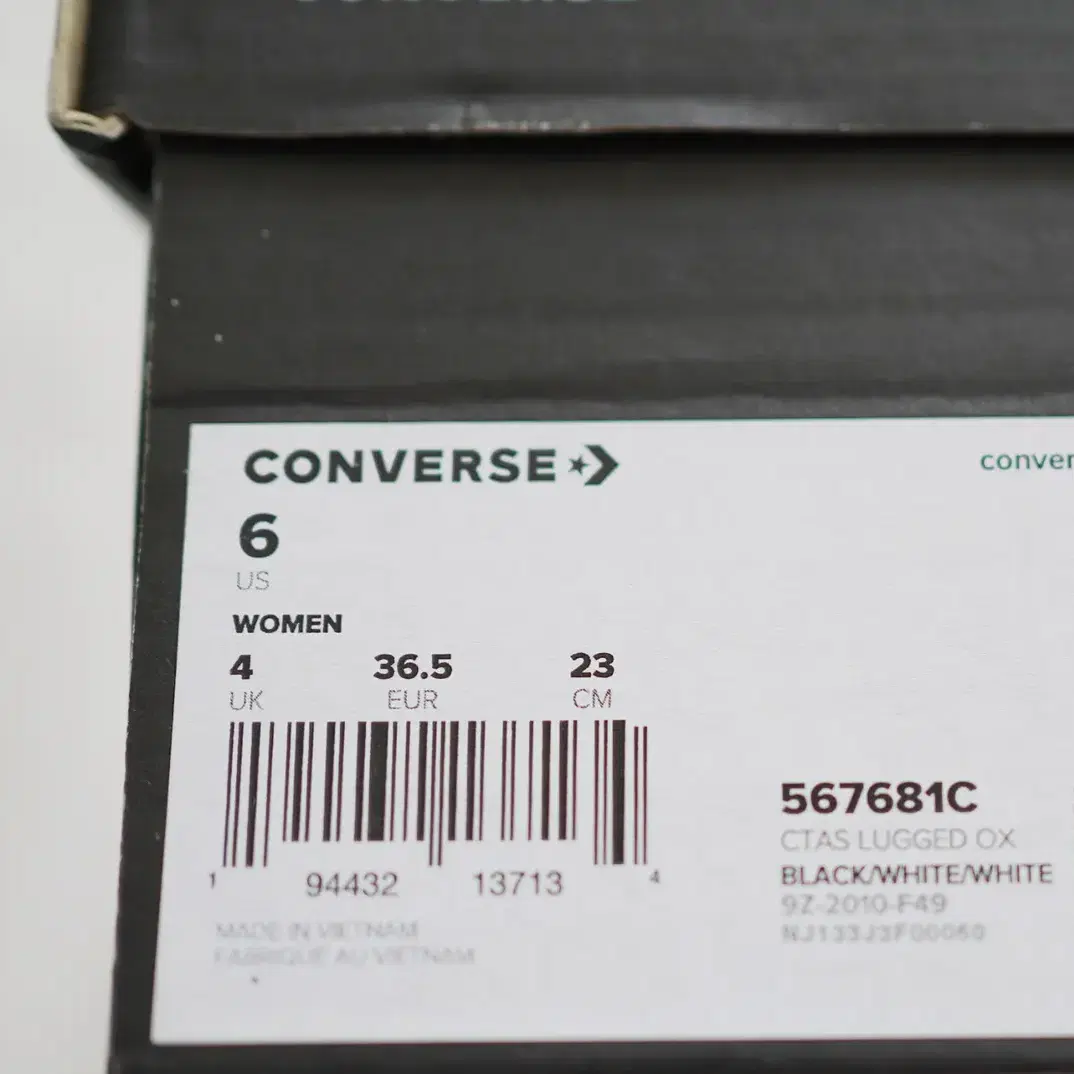 CONVERSE
conver
6
US
WOMEN
4 36.5 23
UK EUR CM
1 94432 13713 4
567681C
CTAS LUGGED OX
BLACK/WHITE/WHITE
9Z-2010-F49
NJ133J3F00060
MADE IN VIETNAM
FABRIQUE AU VIETNAM